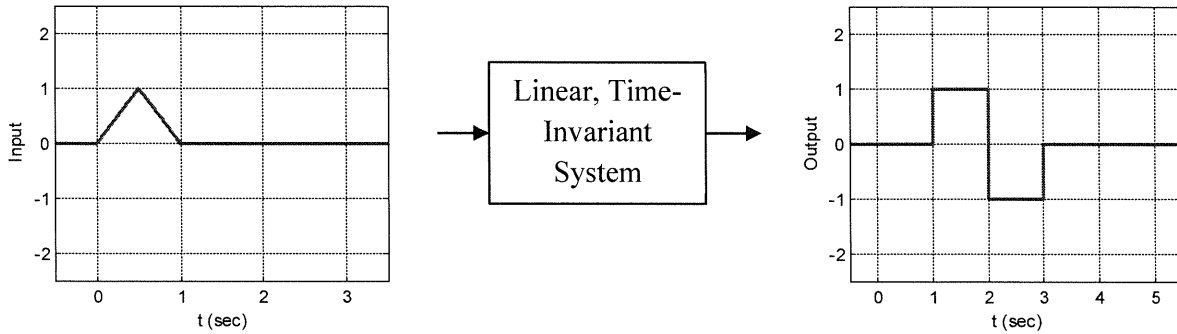 2
1
0
-1
-2
Input
0 1 2 3
t (sec)
Linear, Time-
Invariant
System
2
1
0
-1
-2
Output
0 1 2 3 4 5
t (sec)